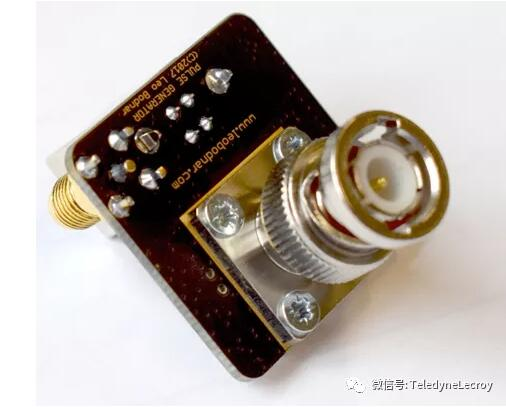 PULSE GENERATOR
(C)2017 Leo Bodnar
www.leobodnar.com
微信号:TeledyneLecroy